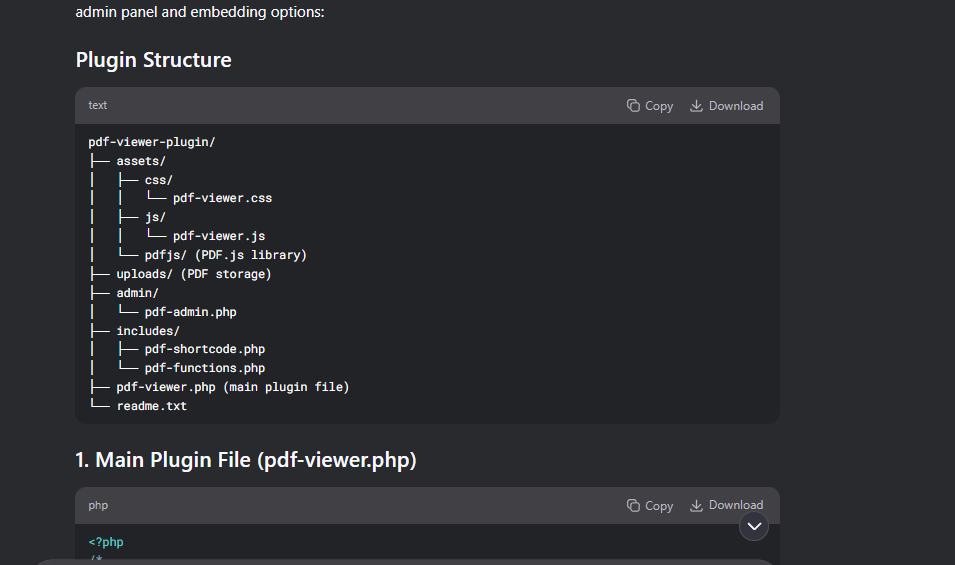 admin panel and embedding options:
Plugin Structure
text Copy Download
pdf-viewer-plugin/
├── assets/
│   ├── css/
│   │   └── pdf-viewer.css
│   ├── js/
│   │   └── pdf-viewer.js
│   └── pdfjs/ (PDF.js library)
├── uploads/ (PDF storage)
├── admin/
│   └── pdf-admin.php
├── includes/
│   ├── pdf-shortcode.php
│   └── pdf-functions.php
├── pdf-viewer.php (main plugin file)
└── readme.txt
1. Main Plugin File (pdf-viewer.php)
php Copy Download
<?php
/*